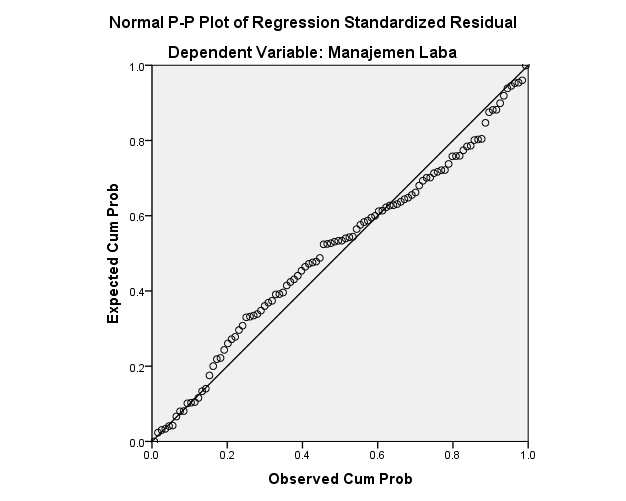 Normal P-P Plot of Regression Standardized Residual
Dependent Variable: Manajemen Laba
Expected Cum Prob
1.0
0.8
0.6
0.4
0.2
0.0
0.0 0.2 0.4 0.6 0.8 1.0
Observed Cum Prob